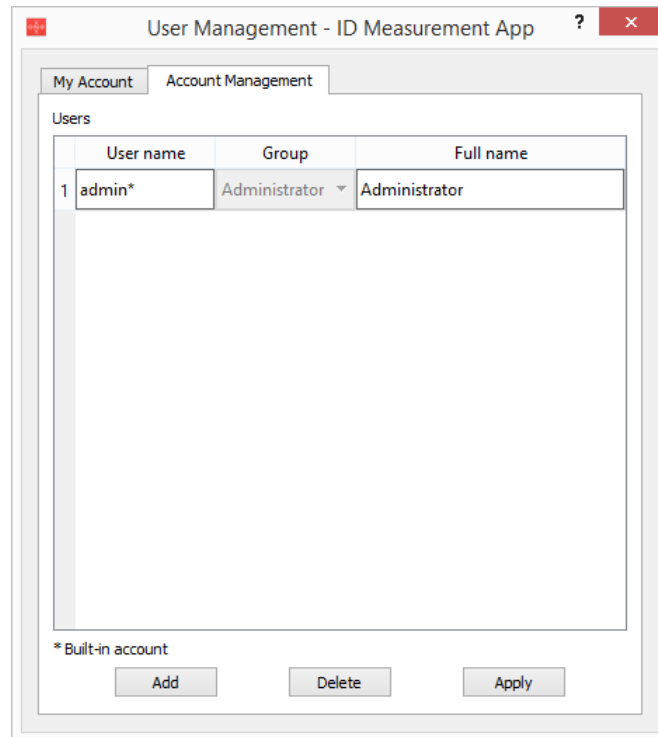 User Management - ID Measurement App ? ×
My Account Account Management
Users
User name Group Full name
1 admin* Administrator Administrator
* Built-in account
Add Delete Apply